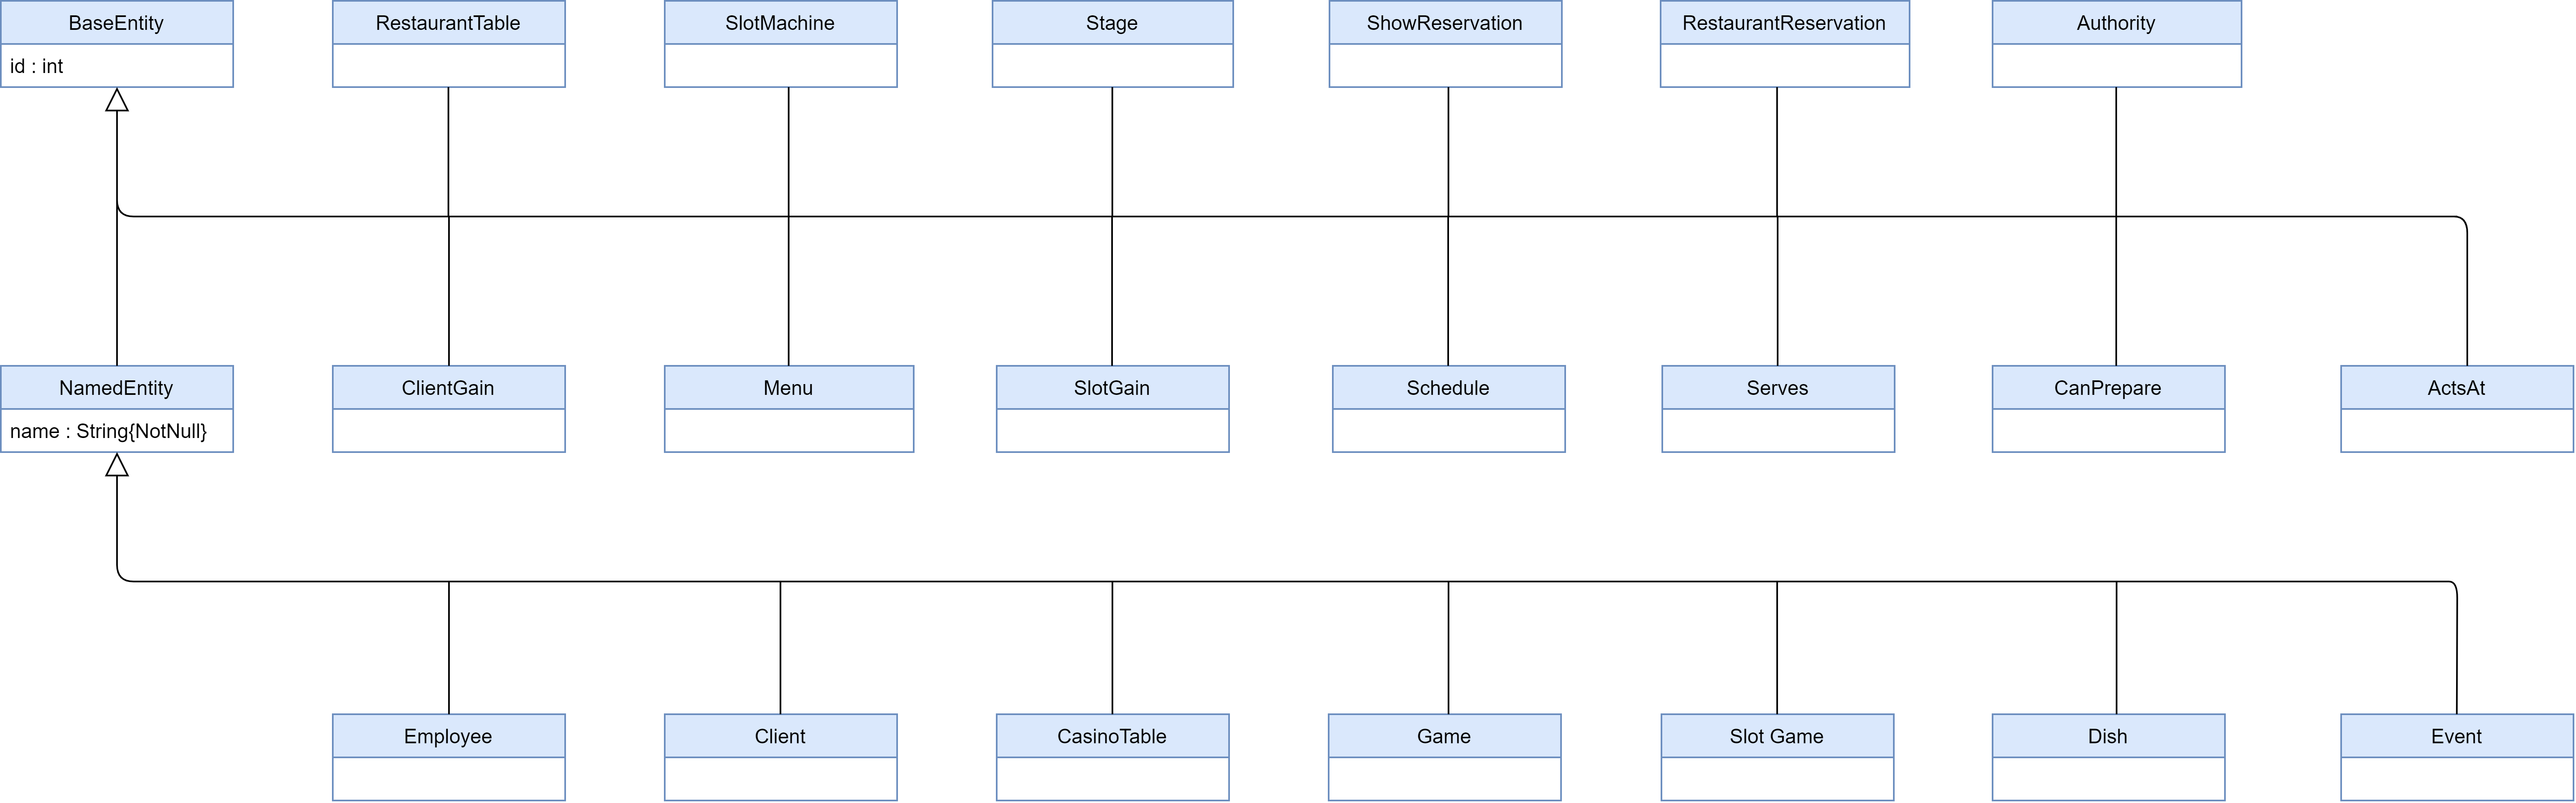 BaseEntity
RestaurantTable
SlotMachine
Stage
ShowReservation
RestaurantReservation
Authority
id : int
NamedEntity
ClientGain
Menu
SlotGain
Schedule
Serves
CanPrepare
ActsAt
name : String{NotNull}
Employee
Client
CasinoTable
Game
Slot Game
Dish
Event